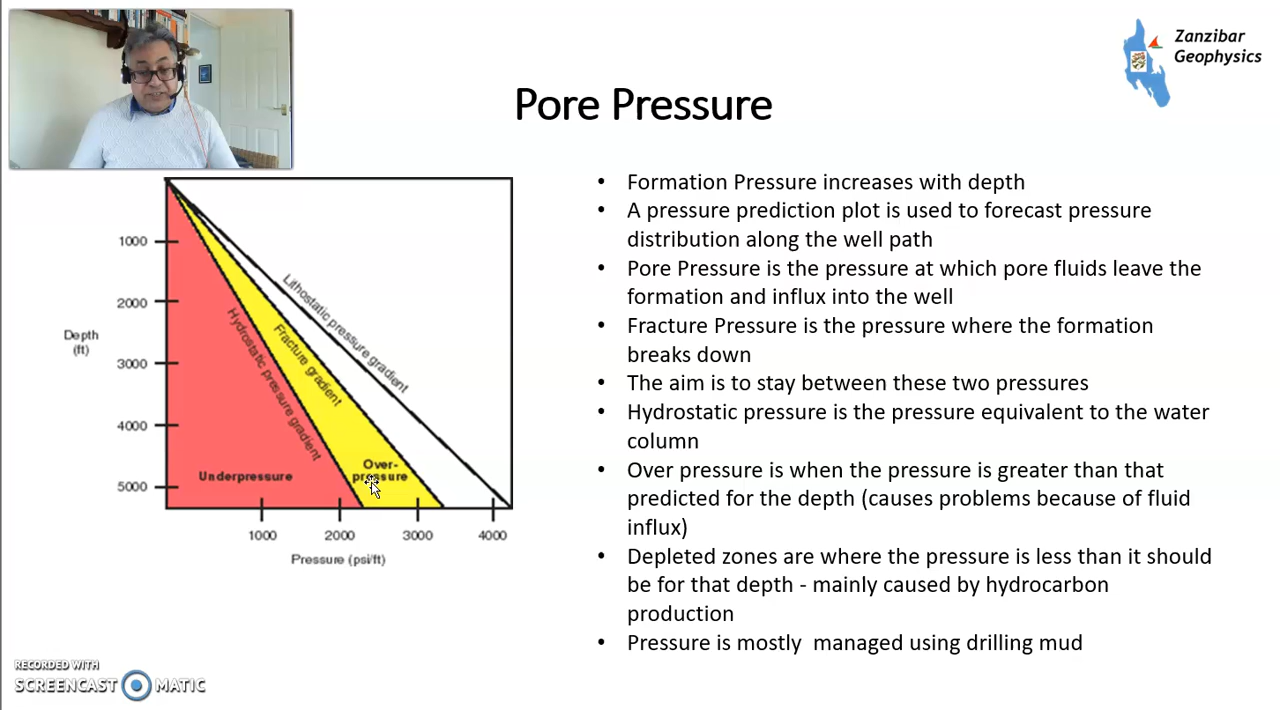 Zanzibar
Geophysics
Pore Pressure
1000
2000
Depth
(ft)
3000
4000
5000
Lithostatic pressure gradient
Fracture gradient
Hydrostatic pressure gradient
Underpressure
Over-
pressure
1000 2000 3000 4000
Pressure (psi/ft)
• Formation Pressure increases with depth
• A pressure prediction plot is used to forecast pressure
distribution along the well path
• Pore Pressure is the pressure at which pore fluids leave the
formation and influx into the well
• Fracture Pressure is the pressure where the formation
breaks down
• The aim is to stay between these two pressures
• Hydrostatic pressure is the pressure equivalent to the water
column
• Over pressure is when the pressure is greater than that
predicted for the depth (causes problems because of fluid
influx)
• Depleted zones are where the pressure is less than it should
be for that depth - mainly caused by hydrocarbon
production
• Pressure is mostly managed using drilling mud
RECORDED WITH
SCREENCAST MATIC